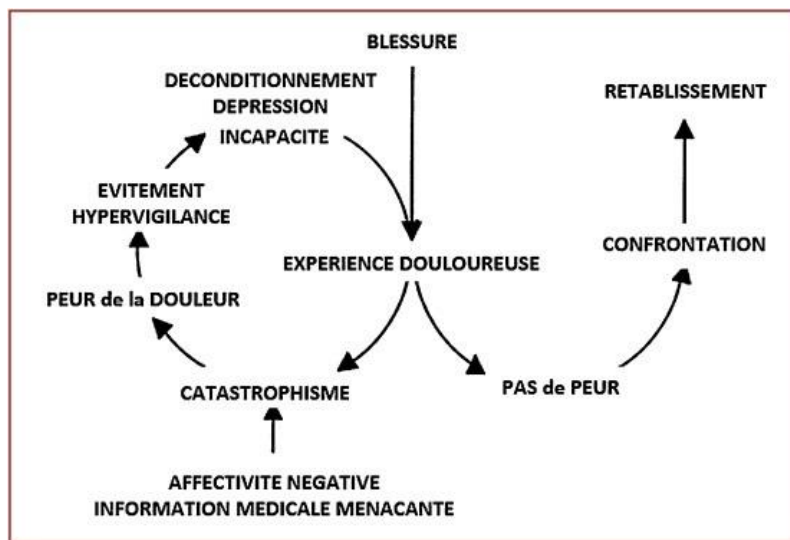 BLESSURE
DECONDITIONNEMENT
DEPRESSION
INCAPACITE
RETABLISSEMENT
EVITEMENT
HYPERVIGILANCE
CONFRONTATION
EXPERIENCE DOULOUREUSE
PEUR de la DOULEUR
CATASTROPHISME
PAS de PEUR
AFFECTIVITE NEGATIVE
INFORMATION MEDICALE MENACANTE